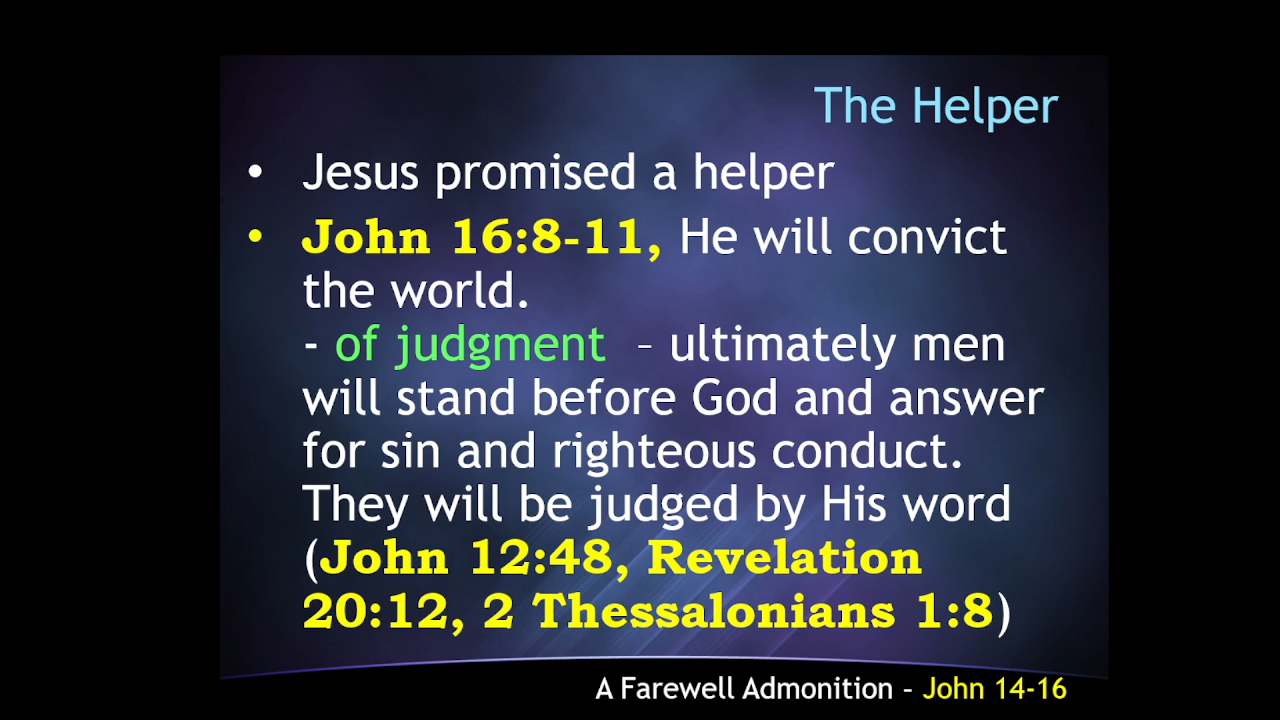 The Helper
• Jesus promised a helper
• John 16:8-11, He will convict
the world.
- of judgment – ultimately men
will stand before God and answer
for sin and righteous conduct.
They will be judged by His word
(John 12:48, Revelation
20:12, 2 Thessalonians 1:8)
A Farewell Admonition – John 14-16